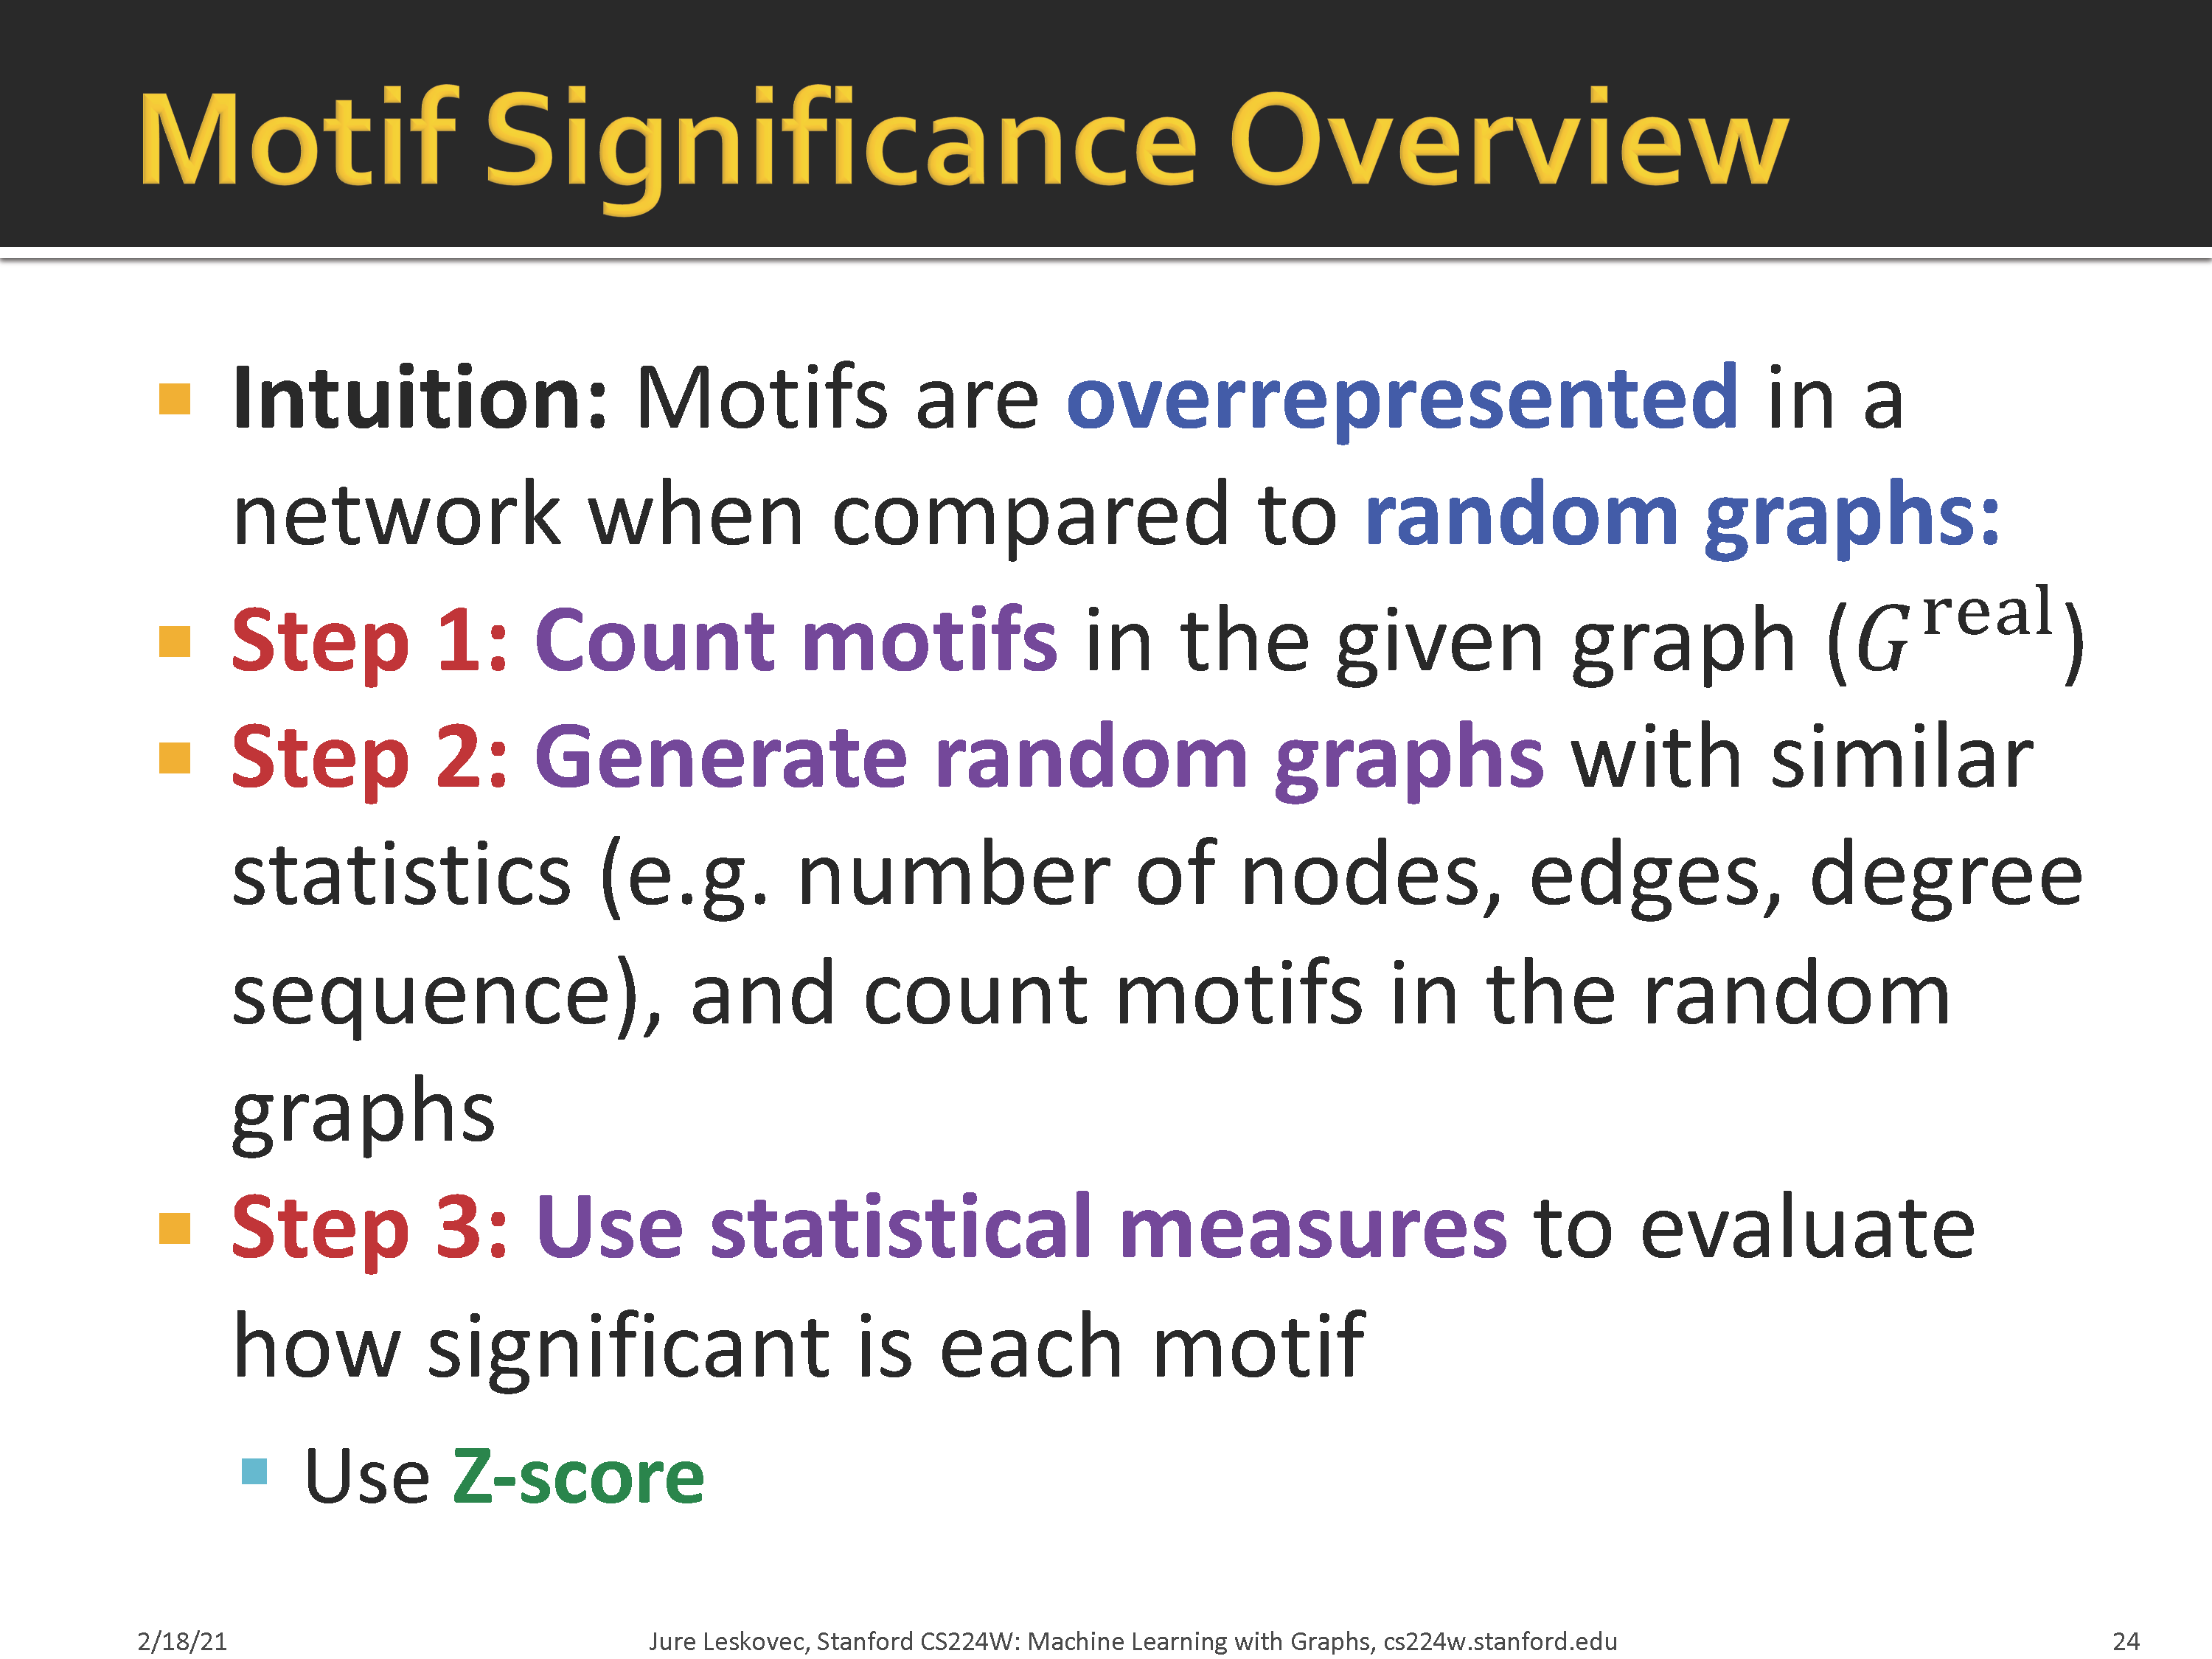 Motif Significance Overview
Intuition: Motifs are overrepresented in a
network when compared to random graphs:
Step 1: Count motifs in the given graph (G^real)
Step 2: Generate random graphs with similar
statistics (e.g. number of nodes, edges, degree
sequence), and count motifs in the random
graphs
Step 3: Use statistical measures to evaluate
how significant is each motif
Use Z-score
2/18/21
Jure Leskovec, Stanford CS224W: Machine Learning with Graphs, cs224w.stanford.edu
24